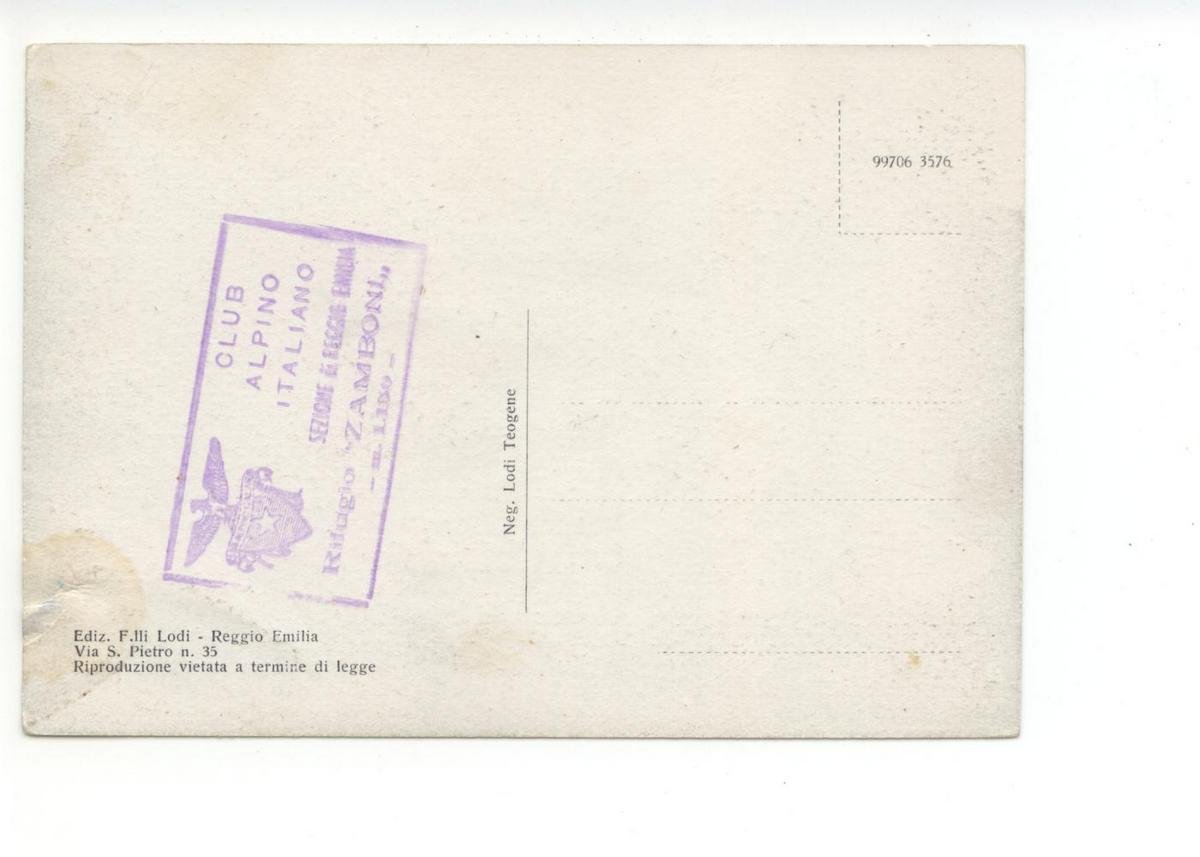 99706 3576
CLUB
ALPINO
ITALIANO
SEZIONE di REGGIO EMILIA
Rifugio "ZAMBONI„
Neg. Lodi Teogene
Ediz. F.lli Lodi - Reggio Emilia
Via S. Pietro n. 35
Riproduzione vietata a termine di legge